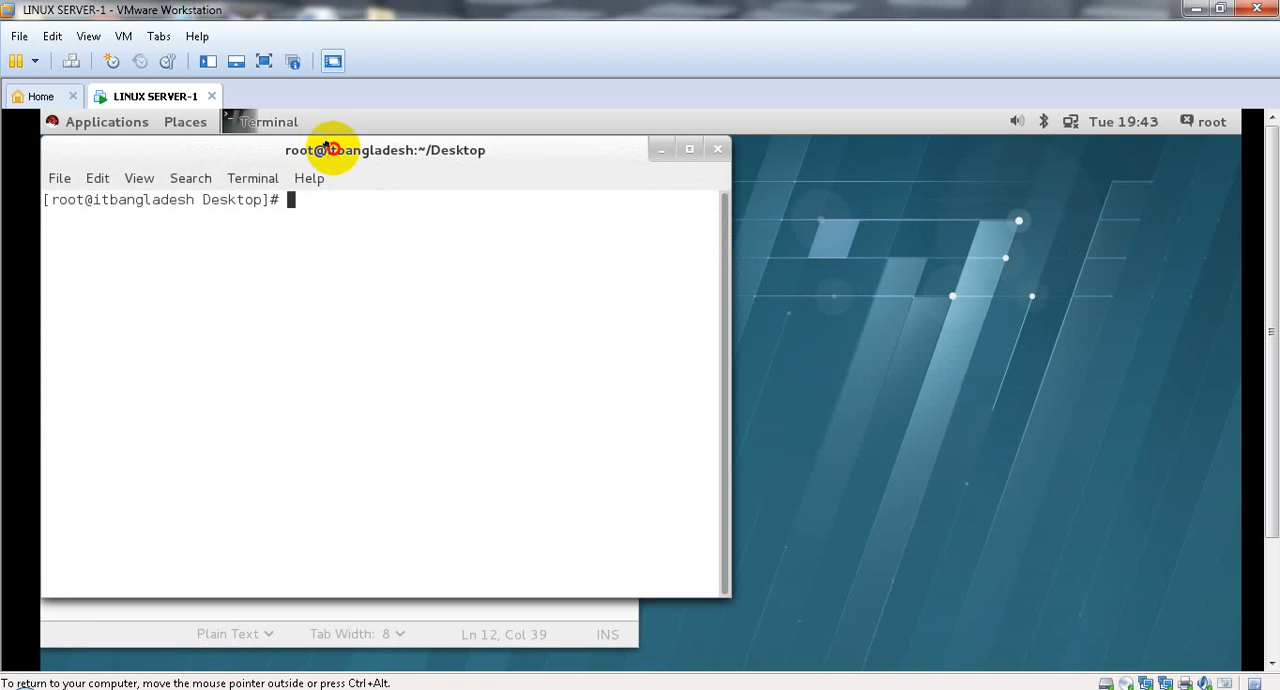 LINUX SERVER-1 - VMware Workstation
File Edit View VM Tabs Help
Home LINUX SERVER-1
Applications Places Terminal Tue 19:43 root
root@itbangladesh:~/Desktop
File Edit View Search Terminal Help
[root@itbangladesh Desktop]#
Plain Text Tab Width: 8 Ln 12, Col 39 INS
To return to your computer, move the mouse pointer outside or press Ctrl+Alt.